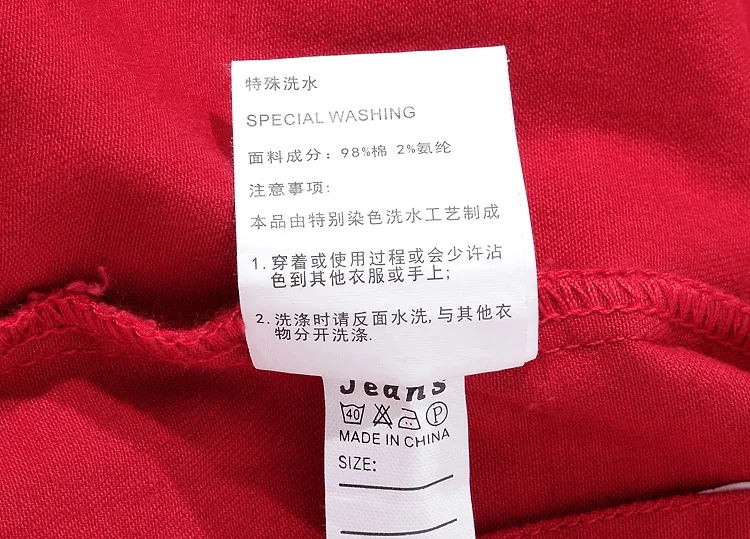 特殊洗水
SPECIAL WASHING
面料成分: 98%棉 2%氨纶
注意事项:
本品由特别染色洗水工艺制成
1. 穿着或使用过程或会少许沾
色到其他衣服或手上;
2. 洗涤时请反面水洗,与其他衣
物分开洗涤.
Jeans
40 P
MADE IN CHINA
SIZE: